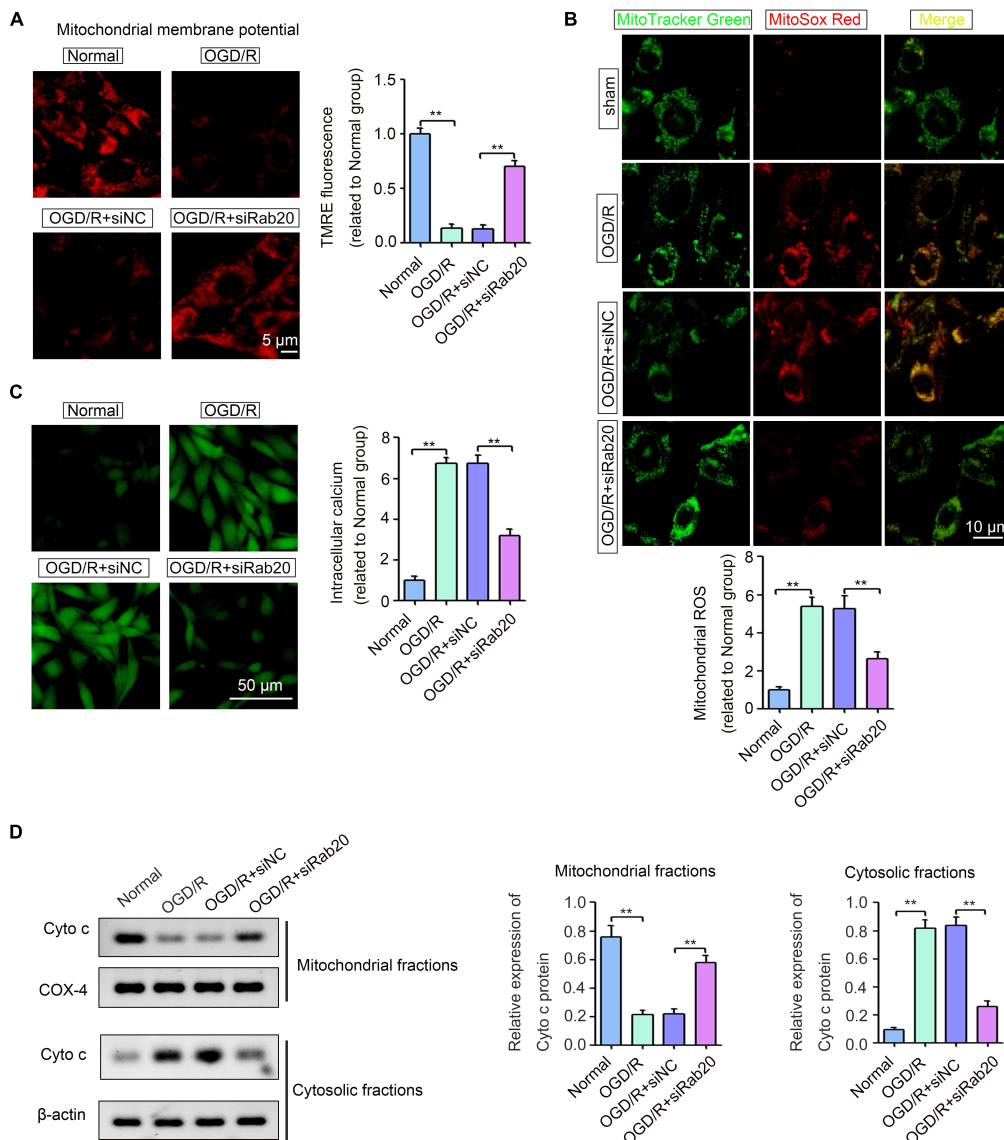 A
Mitochondrial membrane potential
Normal
OGD/R
OGD/R+siNC
OGD/R+siRab20
5 µm
TMRE fluorescence
(related to Normal group)
1.5
1.0
0.5
0.0
Normal
OGD/R
OGD/R+siNC
OGD/R+siRab20
**
**
B
MitoTracker Green
MitoSox Red
Merge
sham
OGD/R
OGD/R+siNC
OGD/R+siRab20
10 µm
Mitochondrial ROS
(related to Normal group)
8
6
4
2
0
**
**
Normal
OGD/R
OGD/R+siNC
OGD/R+siRab20
C
Normal
OGD/R
OGD/R+siNC
OGD/R+siRab20
50 µm
Intracellular calcium
(related to Normal group)
8
6
4
2
0
**
**
Normal
OGD/R
OGD/R+siNC
OGD/R+siRab20
D
Normal
OGD/R
OGD/R+siNC
OGD/R+siRab20
Cyto c
COX-4
Mitochondrial fractions
Cyto c
β-actin
Cytosolic fractions
Mitochondrial fractions
Relative expression of
Cyto c protein
1.0
0.8
0.6
0.4
0.2
0.0
**
**
Normal
OGD/R
OGD/R+siNC
OGD/R+siRab20
Cytosolic fractions
Relative expression of
Cyto c protein
1.0
0.8
0.6
0.4
0.2
0.0
**
**
Normal
OGD/R
OGD/R+siNC
OGD/R+siRab20